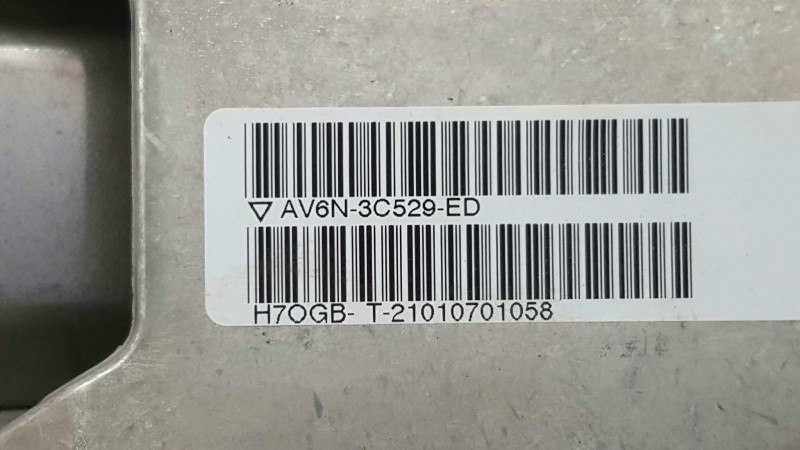 ▽ AV6N-3C529-ED
H7OGB- T-21010701058